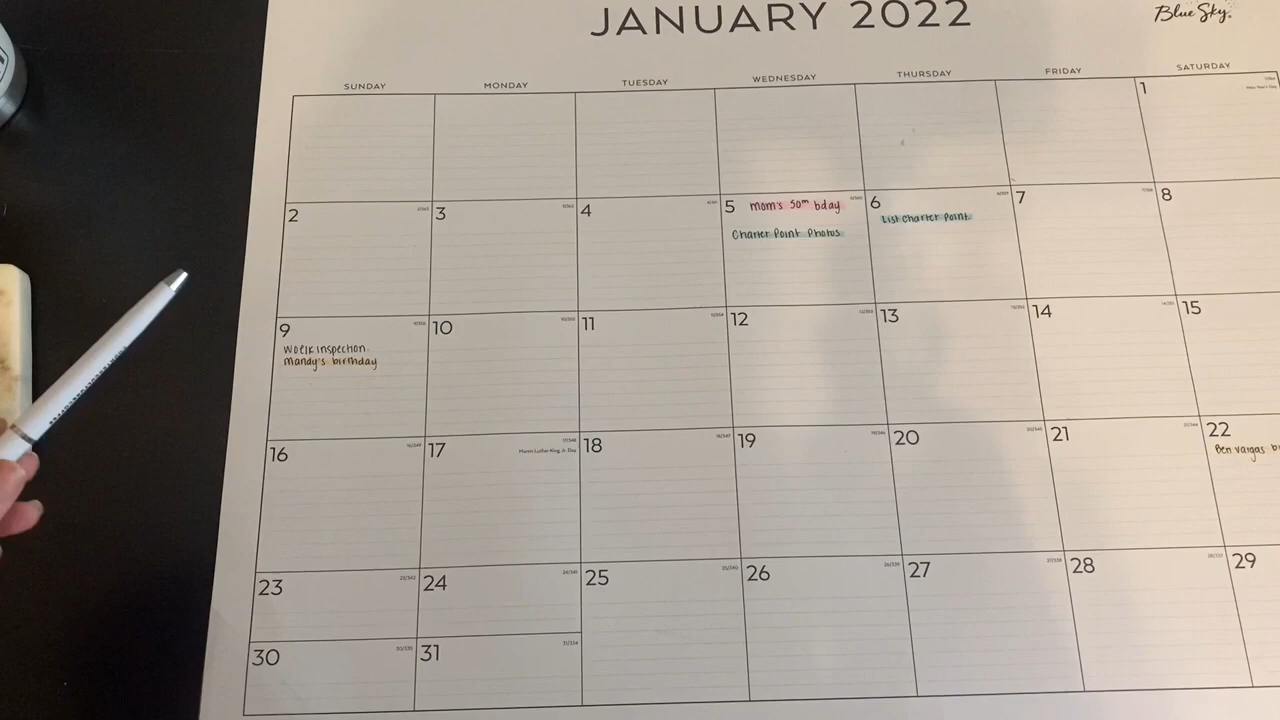 JANUARY 2022
Blue Sky.
SUNDAY MONDAY TUESDAY WEDNESDAY THURSDAY FRIDAY SATURDAY
1
New Year's Day
2 3 4 5 6 7 8
mom's 50th bday
Charter Point Photos
List Charter Point
9 10 11 12 13 14 15
inspection
mandy's birthday
16 17 18 19 20 21 22
Martin Luther King, Jr. Day
Ben vargas
23 24 25 26 27 28 29
30 31